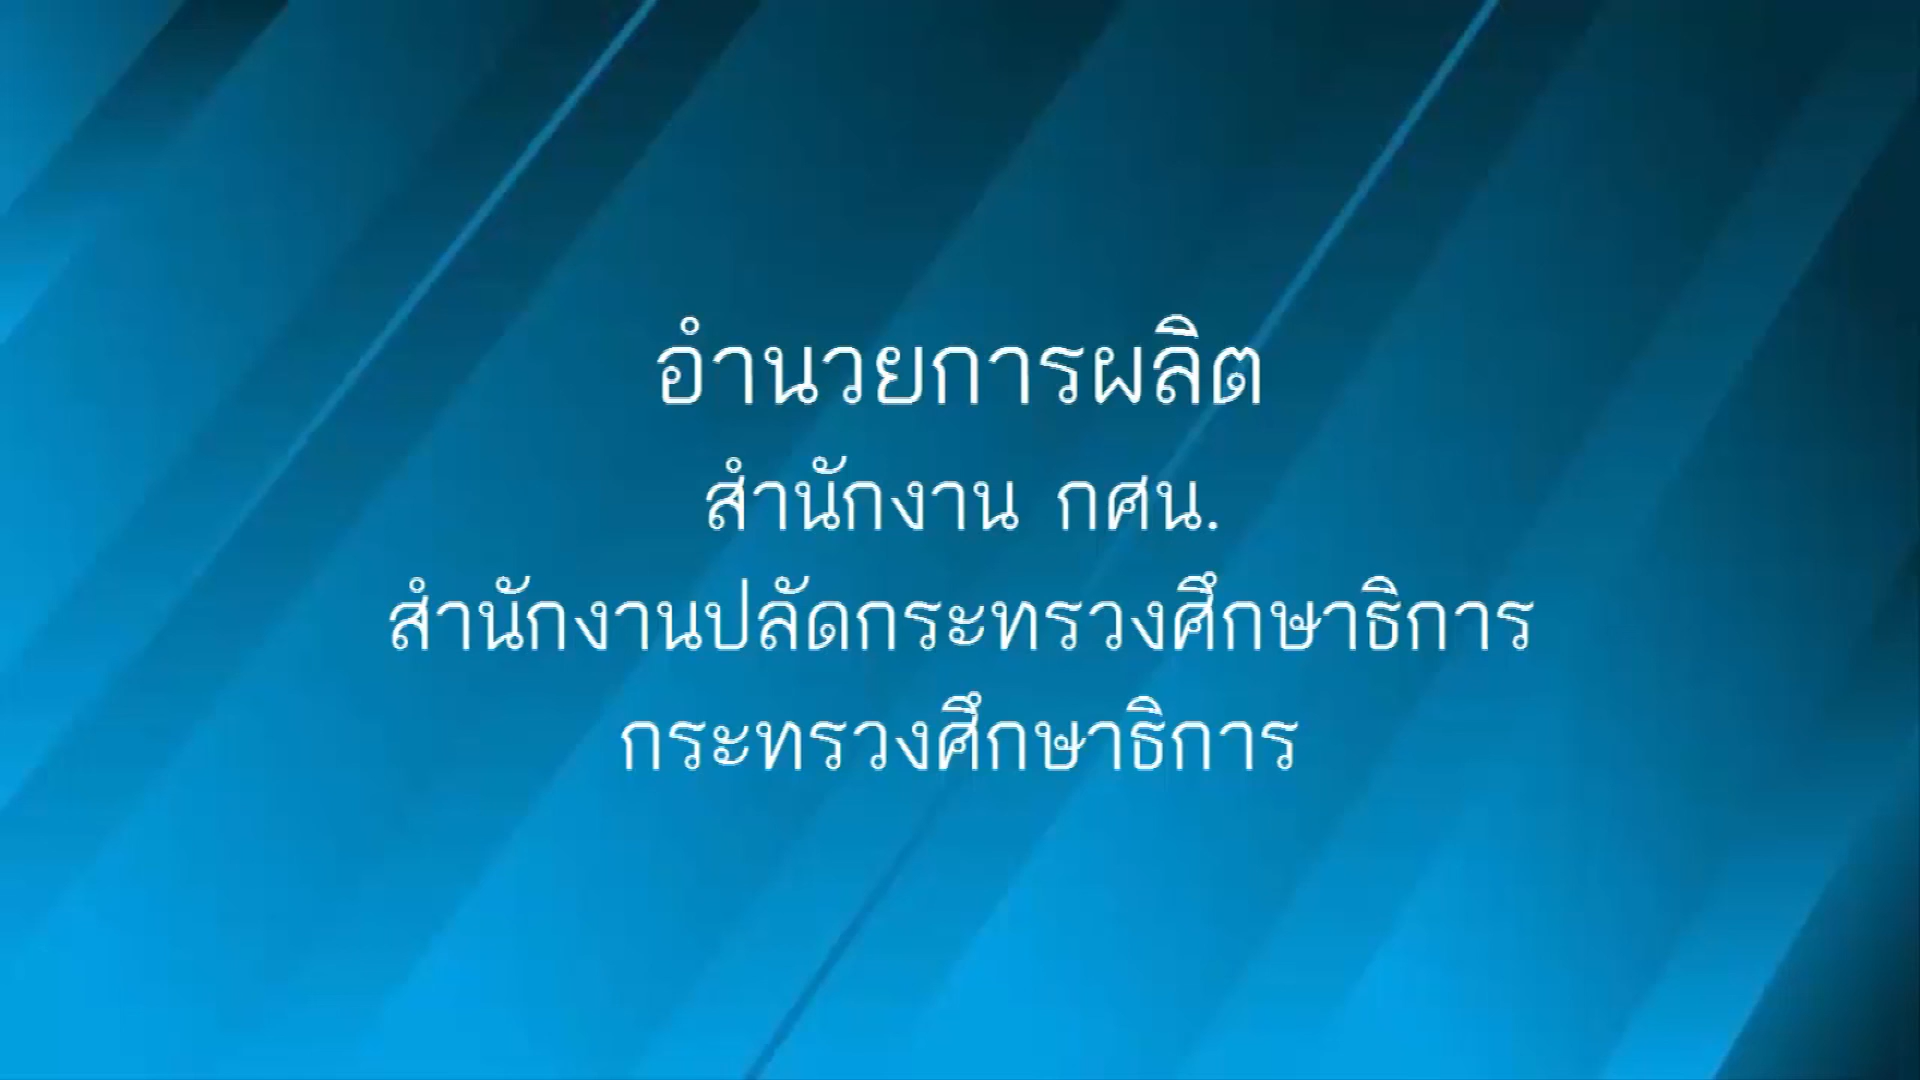 อำนวยการผลิต
สำนักงาน กศน.
สำนักงานปลัดกระทรวงศึกษาธิการ
กระทรวงศึกษาธิการ